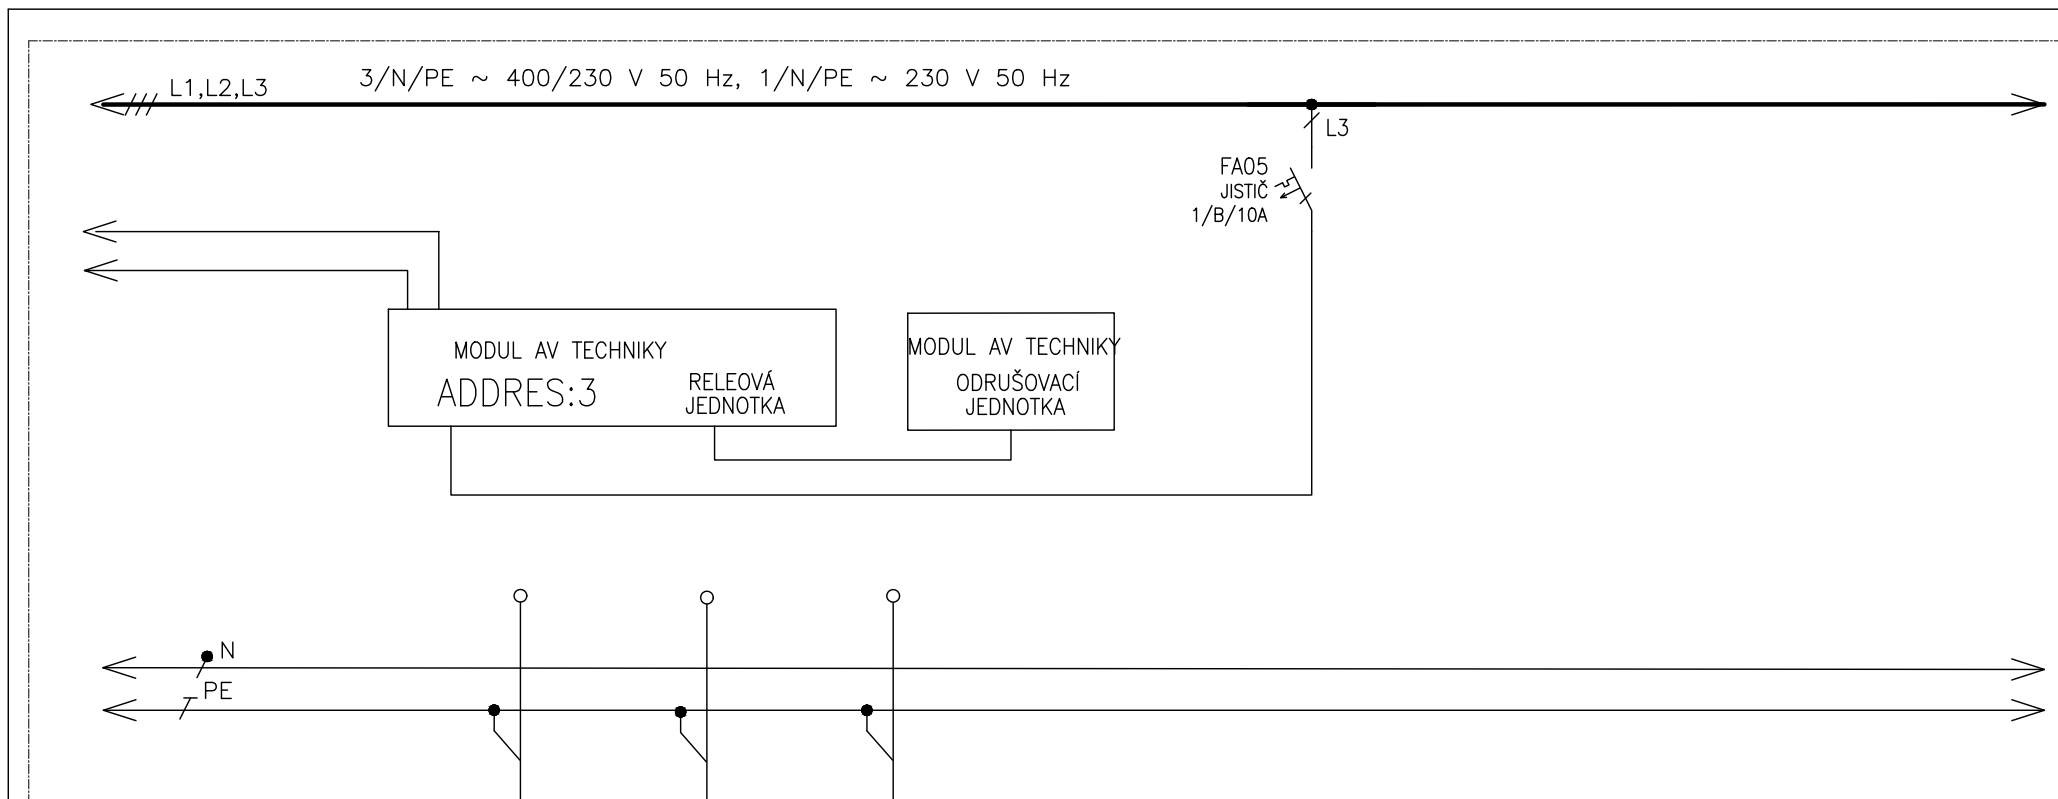 3/N/PE ~ 400/230 V 50 Hz, 1/N/PE ~ 230 V 50 Hz
L1,L2,L3
L3
FA05
JISTIČ
1/B/10A
MODUL AV TECHNIKY
ADDRES:3
RELEOVÁ
JEDNOTKA
MODUL AV TECHNIKY
ODRUŠOVACÍ
JEDNOTKA
N
PE